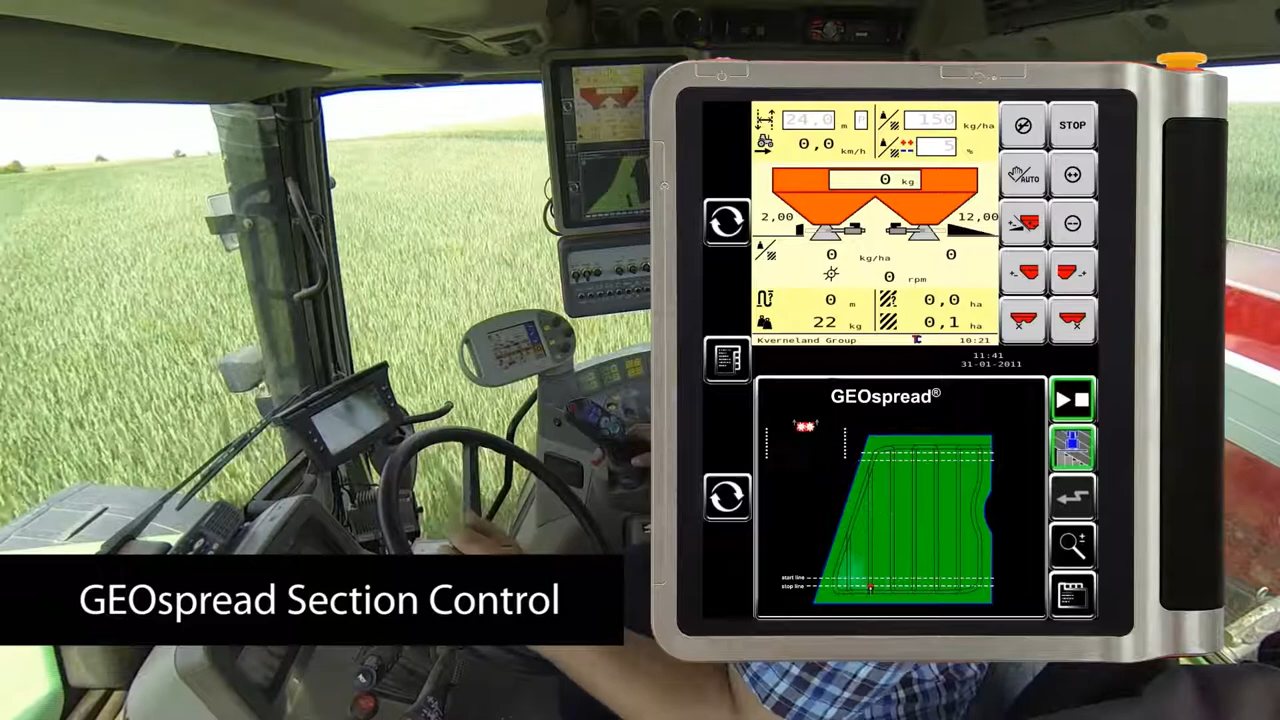 24,0 m
150 kg/ha
STOP
0,0 km/h
5 %
AUTO
0 kg
2,00
12,00
0 kg/ha 0
0 rpm
0 m
0,0 ha
22 kg
0,1 ha
Kverneland Group
TC
10:21
11:41
31-01-2011
GEOspread®
start line
stop line
GEOspread Section Control